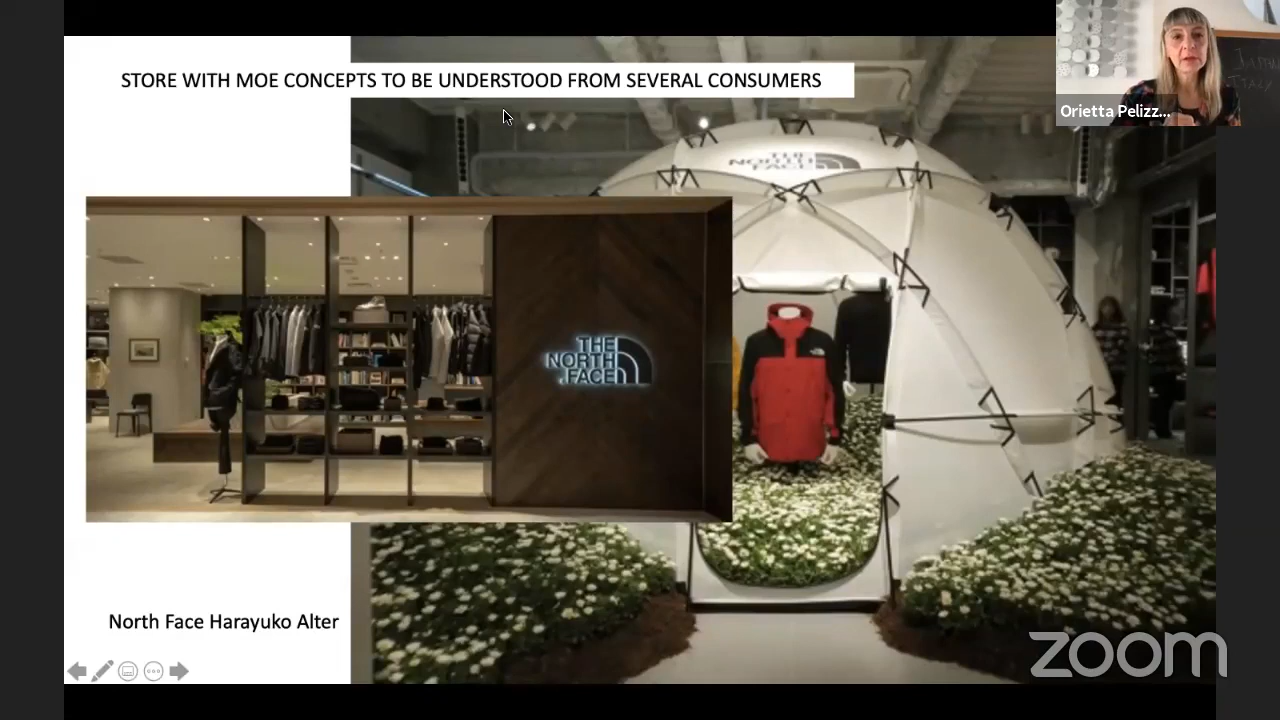 STORE WITH MOE CONCEPTS TO BE UNDERSTOOD FROM SEVERAL CONSUMERS
Orietta Pelizz...
THE
NORTH
FACE
THE
NORTH
FACE
North Face Harayuko Alter
zoom